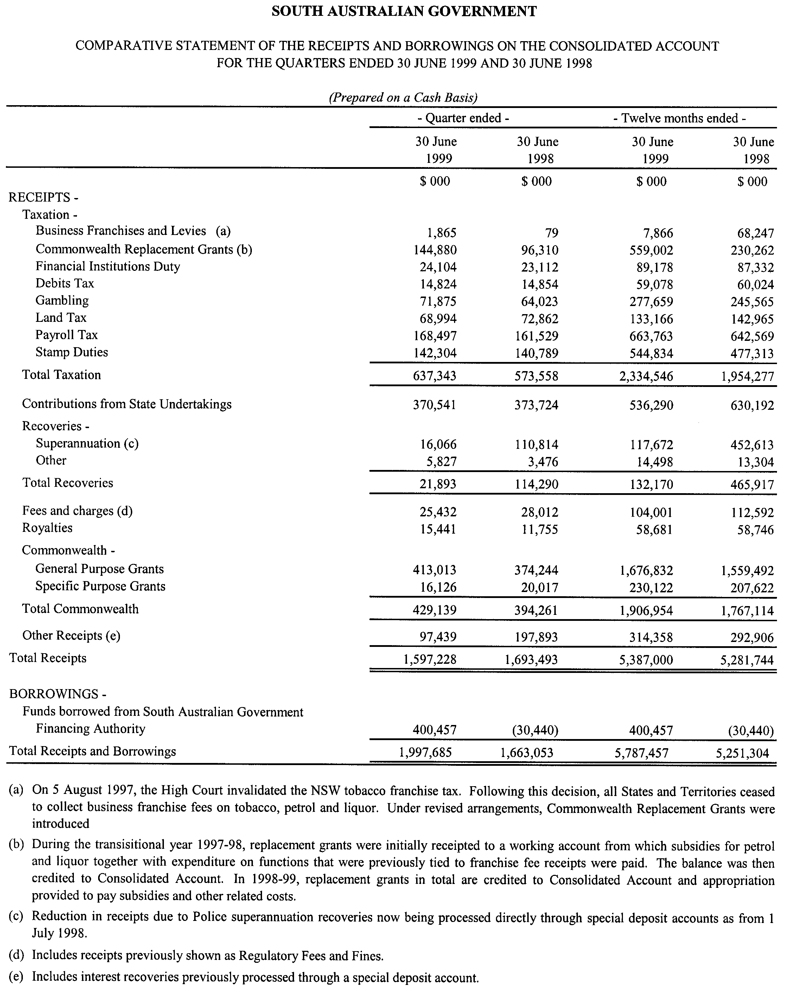 SOUTH AUSTRALIAN GOVERNMENT
COMPARATIVE STATEMENT OF THE RECEIPTS AND BORROWINGS ON THE CONSOLIDATED ACCOUNT
FOR THE QUARTERS ENDED 30 JUNE 1999 AND 30 JUNE 1998
(Prepared on a Cash Basis)
- Quarter ended - - Twelve months ended -
30 June 30 June 30 June 30 June
1999 1998 1999 1998
$ 000 $ 000 $ 000 $ 000
RECEIPTS -
Taxation -
Business Franchises and Levies (a) 1,865 79 7,866 68,247
Commonwealth Replacement Grants (b) 144,880 96,310 559,002 230,262
Financial Institutions Duty 24,104 23,112 89,178 87,332
Debits Tax 14,824 14,854 59,078 60,024
Gambling 71,875 64,023 277,659 245,565
Land Tax 68,994 72,862 133,166 142,965
Payroll Tax 168,497 161,529 663,763 642,569
Stamp Duties 142,304 140,789 544,834 477,313
Total Taxation 637,343 573,558 2,334,546 1,954,277
Contributions from State Undertakings 370,541 373,724 536,290 630,192
Recoveries -
Superannuation (c) 16,066 110,814 117,672 452,613
Other 5,827 3,476 14,498 13,304
Total Recoveries 21,893 114,290 132,170 465,917
Fees and charges (d) 25,432 28,012 104,001 112,592
Royalties 15,441 11,755 58,681 58,746
Commonwealth -
General Purpose Grants 413,013 374,244 1,676,832 1,559,492
Specific Purpose Grants 16,126 20,017 230,122 207,622
Total Commonwealth 429,139 394,261 1,906,954 1,767,114
Other Receipts (e) 97,439 197,893 314,358 292,906
Total Receipts 1,597,228 1,693,493 5,387,000 5,281,744
BORROWINGS -
Funds borrowed from South Australian Government
Financing Authority 400,457 (30,440) 400,457 (30,440)
Total Receipts and Borrowings 1,997,685 1,663,053 5,787,457 5,251,304
(a) On 5 August 1997, the High Court invalidated the NSW tobacco franchise tax. Following this decision, all States and Territories ceased
to collect business franchise fees on tobacco, petrol and liquor. Under revised arrangements, Commonwealth Replacement Grants were
introduced
(b) During the transisitional year 1997-98, replacement grants were initially receipted to a working account from which subsidies for petrol
and liquor together with expenditure on functions that were previously tied to franchise fee receipts were paid. The balance was then
credited to Consolidated Account. In 1998-99, replacement grants in total are credited to Consolidated Account and appropriation
provided to pay subsidies and other related costs.
(c) Reduction in receipts due to Police superannuation recoveries now being processed directly through special deposit accounts as from 1
July 1998.
(d) Includes receipts previously shown as Regulatory Fees and Fines.
(e) Includes interest recoveries previously processed through a special deposit account.